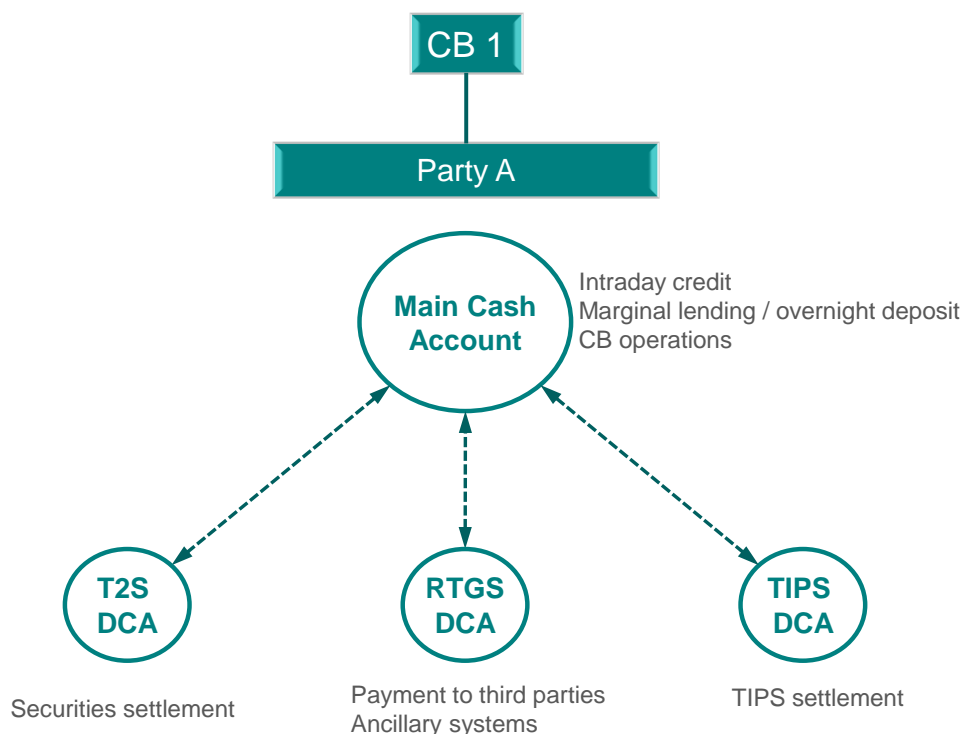 CB 1
Party A
Main Cash
Account
Intraday credit
Marginal lending / overnight deposit
CB operations
T2S
DCA
RTGS
DCA
TIPS
DCA
Securities settlement
Payment to third parties
Ancillary systems
TIPS settlement